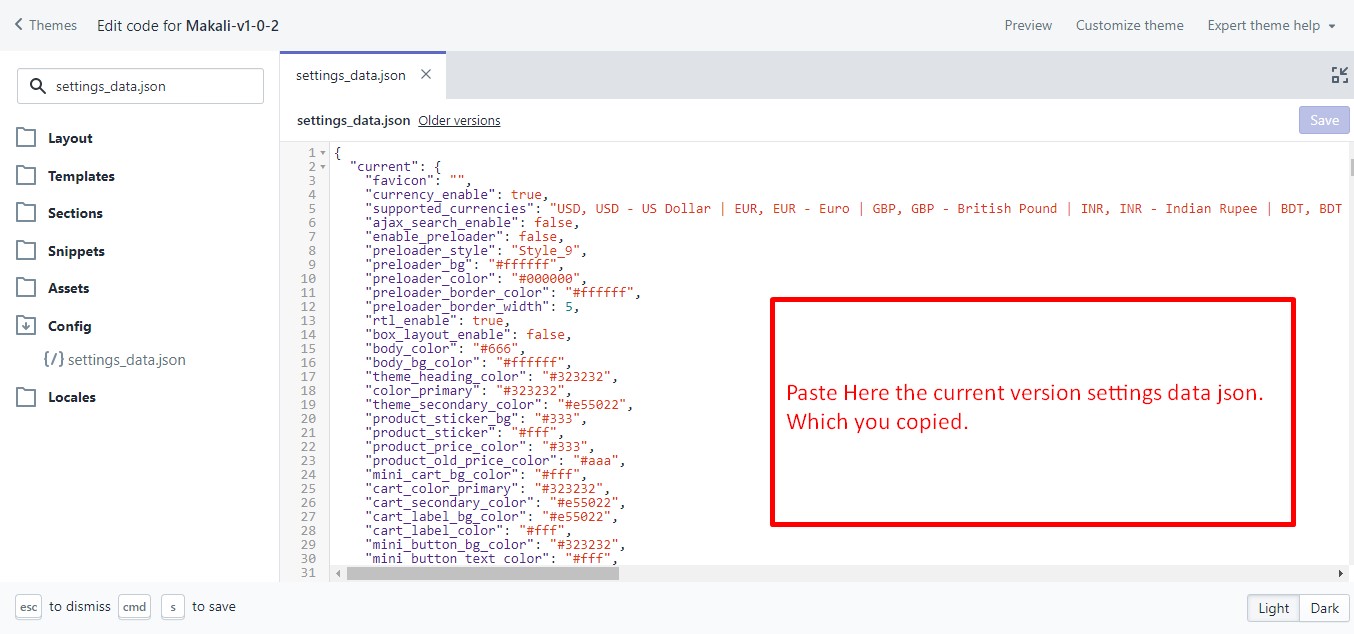 Themes Edit code for Makali-v1-0-2 Preview Customize theme Expert theme help
settings_data.json
Layout
Templates
Sections
Snippets
Assets
Config
{/} settings_data.json
Locales
settings_data.json ×
settings_data.json Older versions Save
1 {
2 "current": {
3 "favicon": "",
4 "currency_enable": true,
5 "supported_currencies": "USD, USD - US Dollar | EUR, EUR - Euro | GBP, GBP - British Pound | INR, INR - Indian Rupee | BDT, BDT
6 "ajax_search_enable": false,
7 "enable_preloader": false,
8 "preloader_style": "Style_9",
9 "preloader_bg": "#ffffff",
10 "preloader_color": "#000000",
11 "preloader_border_color": "#ffffff",
12 "preloader_border_width": 5,
13 "rtl_enable": true,
14 "box_layout_enable": false,
15 "body_color": "#666",
16 "body_bg_color": "#ffffff",
17 "theme_heading_color": "#323232",
18 "color_primary": "#323232",
19 "theme_secondary_color": "#e55022",
20 "product_sticker_bg": "#333",
21 "product_sticker": "#fff",
22 "product_price_color": "#333",
23 "product_old_price_color": "#aaa",
24 "mini_cart_bg_color": "#fff",
25 "cart_color_primary": "#323232",
26 "cart_secondary_color": "#e55022",
27 "cart_label_bg_color": "#e55022",
28 "cart_label_color": "#fff",
29 "mini_button_bg_color": "#323232",
30 "mini_button_text_color": "#fff",
31
Paste Here the current version settings data json.
Which you copied.
esc to dismiss cmd s to save Light Dark